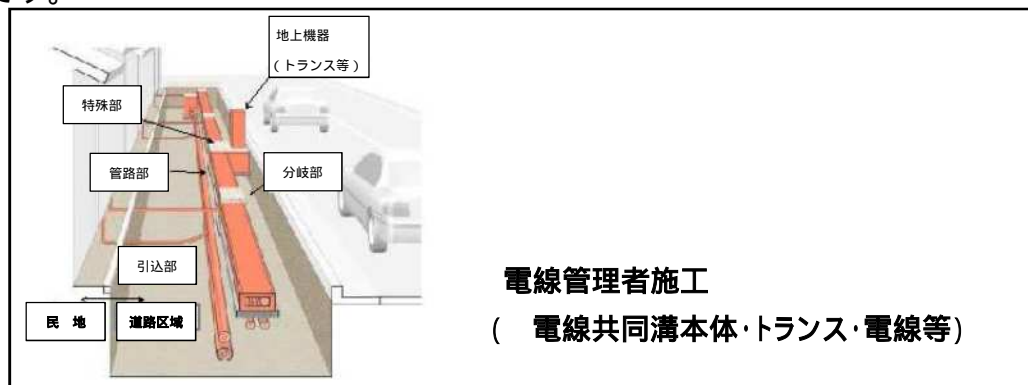 地上機器
(トランス等)
特殊部
管路部
分岐部
引込部
民 地
道路区域
電線管理者施工
( 電線共同溝本体・トランス・電線等)